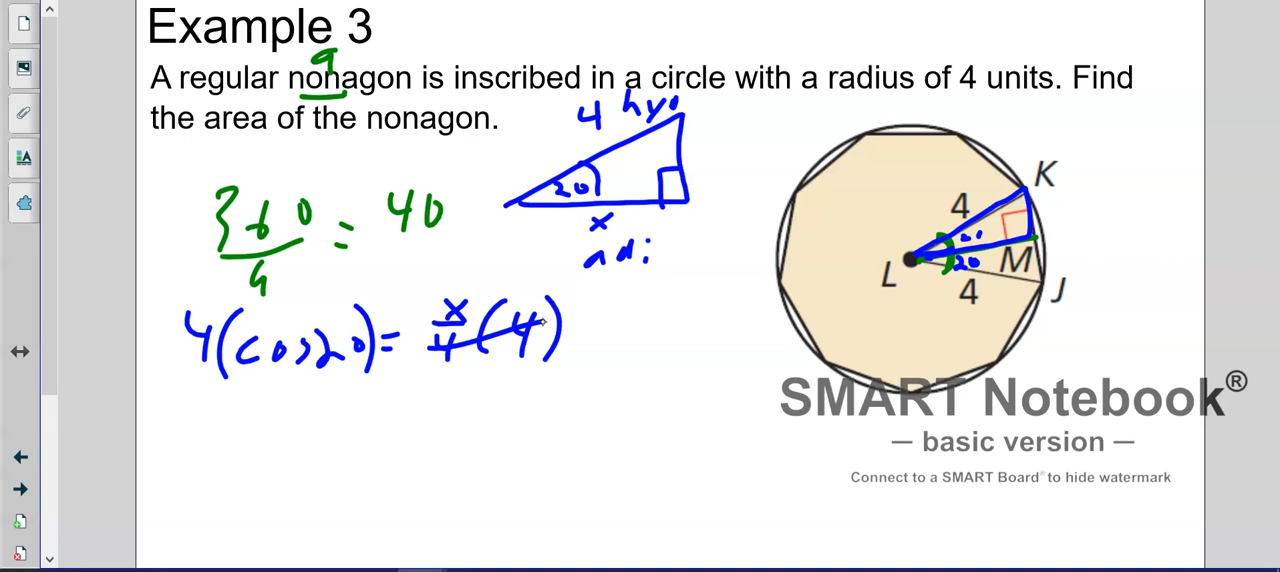 Example 3
9
A regular nonagon is inscribed in a circle with a radius of 4 units. Find
the area of the nonagon.
4 hyp
20
x
adj
360 / 9 = 40
4(cos20) = x/4 (4)
K
4
20
20
M
L
4
J
SMART Notebook®
— basic version —
Connect to a SMART Board® to hide watermark